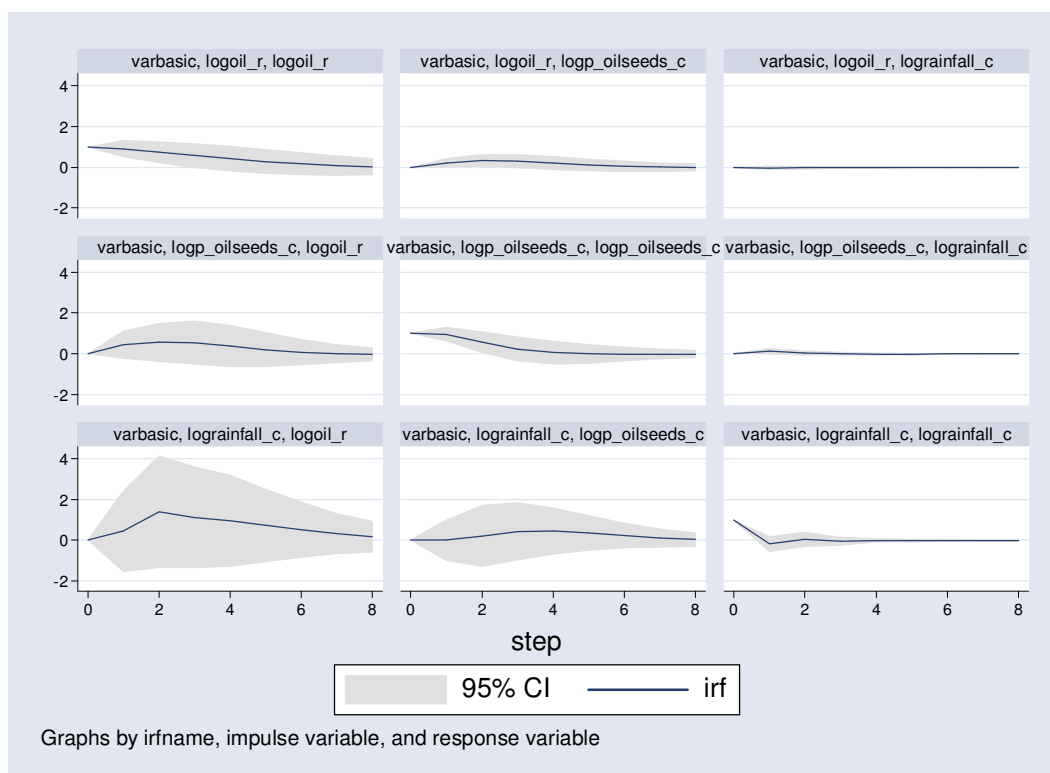 varbasic, logoil_r, logoil_r
varbasic, logoil_r, logp_oilseeds_c
varbasic, logoil_r, lograinfall_c
4
2
0
-2
varbasic, logp_oilseeds_c, logoil_r
varbasic, logp_oilseeds_c, logp_oilseeds_c
varbasic, logp_oilseeds_c, lograinfall_c
4
2
0
-2
varbasic, lograinfall_c, logoil_r
varbasic, lograinfall_c, logp_oilseeds_c
varbasic, lograinfall_c, lograinfall_c
4
2
0
-2
0 2 4 6 8
0 2 4 6 8
0 2 4 6 8
step
95% CI irf
Graphs by irfname, impulse variable, and response variable